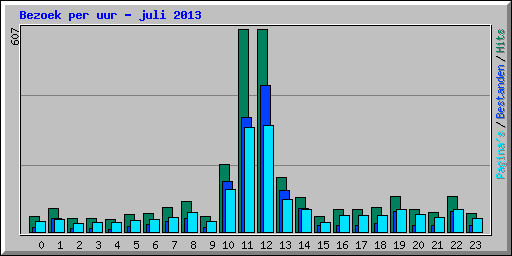 Bezoek per uur - juli 2013
607
Pagina's / Bestanden / Hits
0 1 2 3 4 5 6 7 8 9 10 11 12 13 14 15 16 17 18 19 20 21 22 23